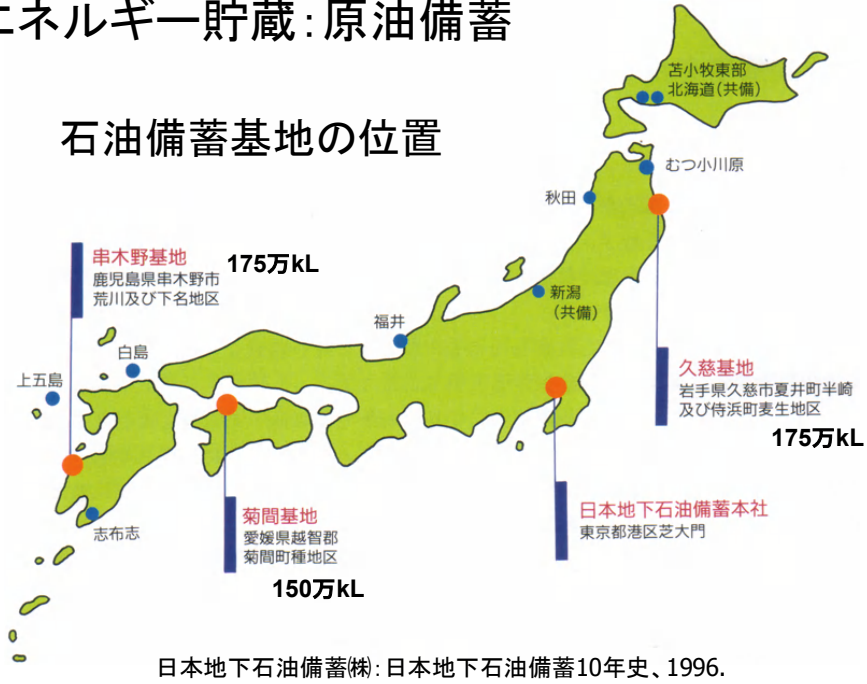 エネルギー貯蔵：原油備蓄
石油備蓄基地の位置
苫小牧東部
北海道（共備）
むつ小川原
秋田
串木野基地
鹿児島県串木野市
荒川及び下名地区
175万kL
新潟
（共備）
福井
白島
上五島
久慈基地
岩手県久慈市夏井町半崎
及び侍浜町麦生地区
175万kL
菊間基地
愛媛県越智郡
菊間町種地区
150万kL
日本地下石油備蓄本社
東京都港区芝大門
志布志
日本地下石油備蓄㈱：日本地下石油備蓄10年史、1996.